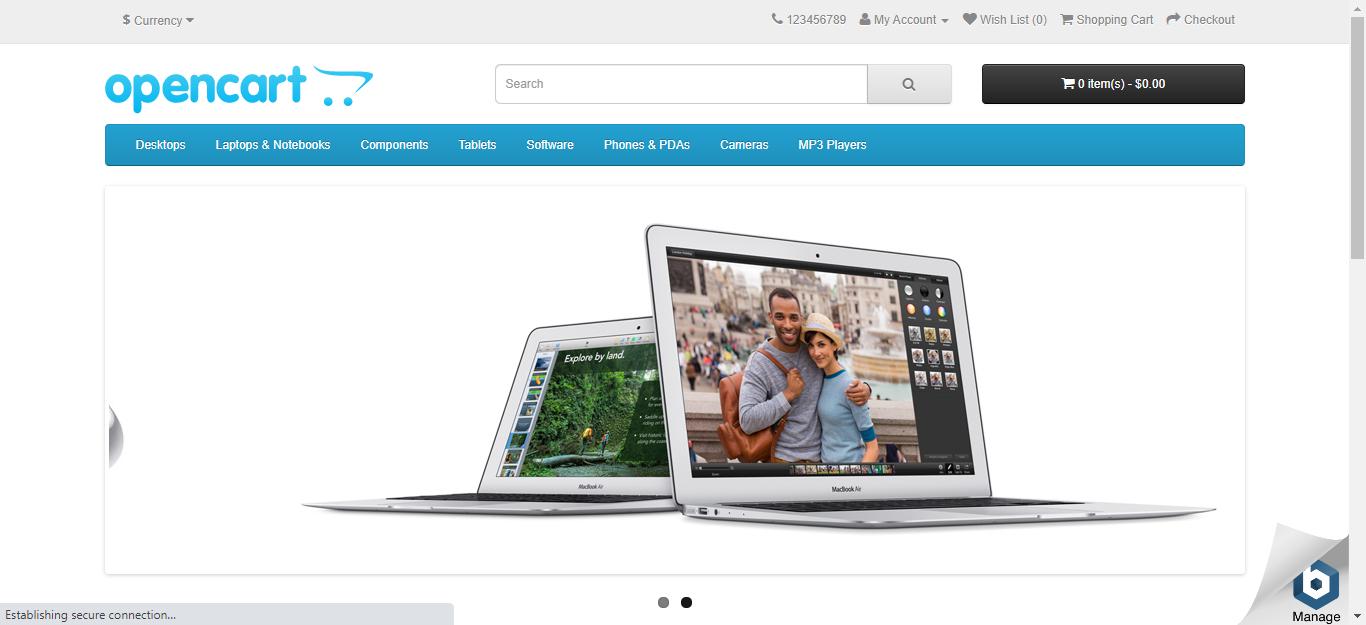 $ Currency
123456789 My Account Wish List (0) Shopping Cart Checkout
opencart
Search
0 item(s) - $0.00
Desktops Laptops & Notebooks Components Tablets Software Phones & PDAs Cameras MP3 Players
Explore by land.
MacBook Air
MacBook Air
Establishing secure connection...
Manage